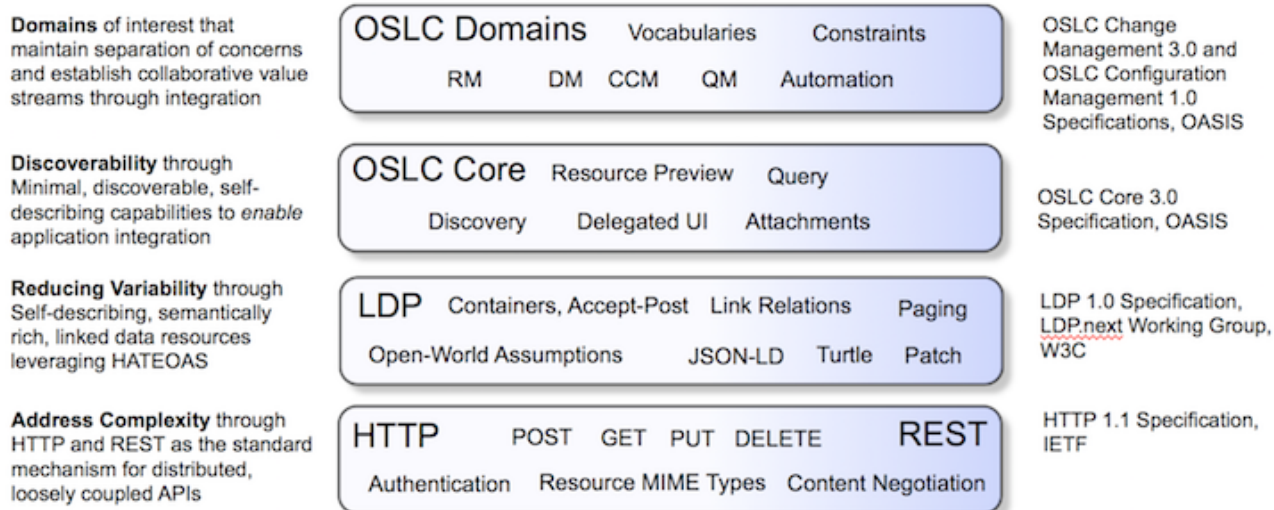 Domains of interest that
maintain separation of concerns
and establish collaborative value
streams through integration
OSLC Domains Vocabularies Constraints
RM DM CCM QM Automation
OSLC Change
Management 3.0 and
OSLC Configuration
Management 1.0
Specifications, OASIS
Discoverability through
Minimal, discoverable, self-
describing capabilities to enable
application integration
OSLC Core Resource Preview Query
Discovery Delegated UI Attachments
OSLC Core 3.0
Specification, OASIS
Reducing Variability through
Self-describing, semantically
rich, linked data resources
leveraging HATEOAS
LDP Containers, Accept-Post Link Relations Paging
Open-World Assumptions JSON-LD Turtle Patch
LDP 1.0 Specification,
LDP.next Working Group,
W3C
Address Complexity through
HTTP and REST as the standard
mechanism for distributed,
loosely coupled APIs
HTTP POST GET PUT DELETE REST
Authentication Resource MIME Types Content Negotiation
HTTP 1.1 Specification,
IETF